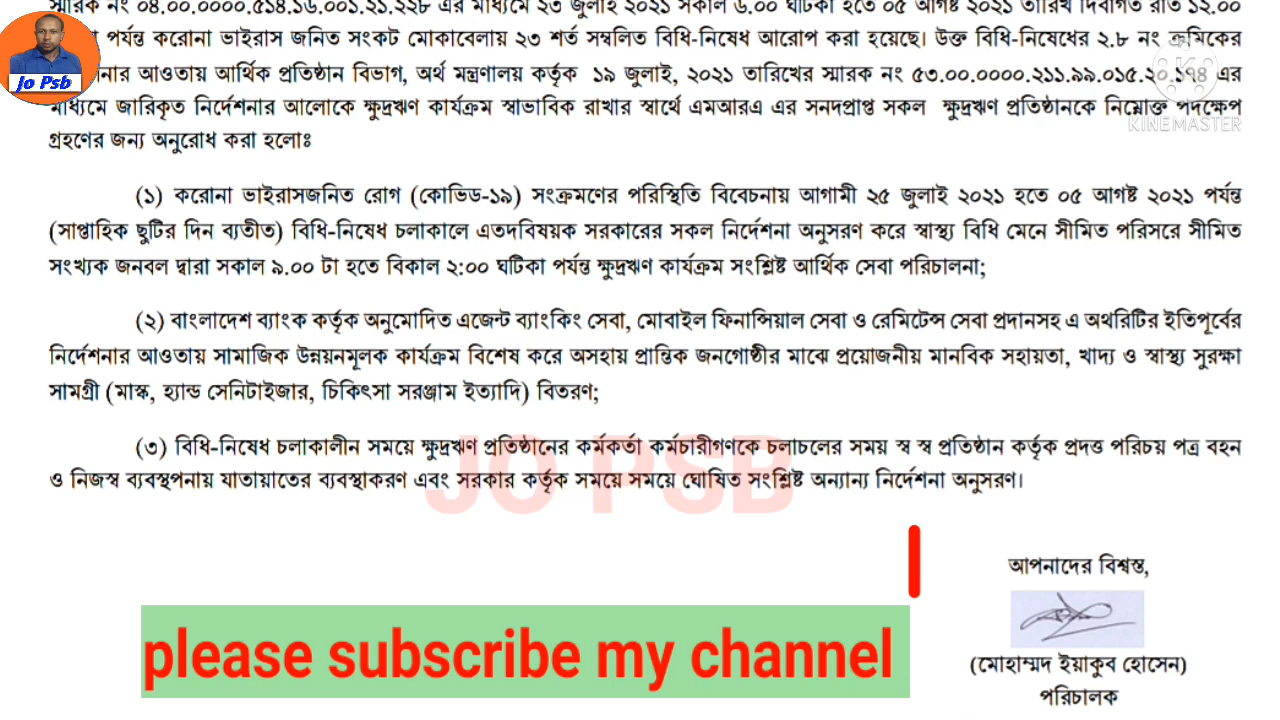 স্মারক নং ০৪.০০.০০০০.৫১৪.১৬.০০১.২১.২২৮ এর মাধ্যমে ২৩ জুলাই ২০২১ সকাল ৬.০০ ঘটিকা হতে ০৫ আগষ্ট ২০২১ তারিখ দিবাগত রাত ১২.০০
পর্যন্ত করোনা ভাইরাস জনিত সংকট মোকাবেলায় ২৩ শর্ত সম্বলিত বিধি-নিষেধ আরোপ করা হয়েছে। উক্ত বিধি-নিষেধের ২.৮ নং ক্রমিকের
আওতায় আর্থিক প্রতিষ্ঠান বিভাগ, অর্থ মন্ত্রণালয় কর্তৃক ১৯ জুলাই, ২০২১ তারিখের স্মারক নং ৫৩.০০.০০০০.২১১.৯৯.০১৫.২০.১৭৪ এর
মাধ্যমে জারিকৃত নির্দেশনার আলোকে ক্ষুদ্রঋণ কার্যক্রম স্বাভাবিক রাখার স্বার্থে এমআরএ এর সনদপ্রাপ্ত সকল ক্ষুদ্রঋণ প্রতিষ্ঠানকে নিম্নোক্ত পদক্ষেপ
গ্রহণের জন্য অনুরোধ করা হলোঃ
(১) করোনা ভাইরাসজনিত রোগ (কোভিড-১৯) সংক্রমণের পরিস্থিতি বিবেচনায় আগামী ২৫ জুলাই ২০২১ হতে ০৫ আগষ্ট ২০২১ পর্যন্ত
(সাপ্তাহিক ছুটির দিন ব্যতীত) বিধি-নিষেধ চলাকালে এতদবিষয়ক সরকারের সকল নির্দেশনা অনুসরণ করে স্বাস্থ্য বিধি মেনে সীমিত পরিসরে সীমিত
সংখ্যক জনবল দ্বারা সকাল ৯.০০ টা হতে বিকাল ২:০০ ঘটিকা পর্যন্ত ক্ষুদ্রঋণ কার্যক্রম সংশ্লিষ্ট আর্থিক সেবা পরিচালনা;
(২) বাংলাদেশ ব্যাংক কর্তৃক অনুমোদিত এজেন্ট ব্যাংকিং সেবা, মোবাইল ফিনান্সিয়াল সেবা ও রেমিটেন্স সেবা প্রদানসহ এ অথরিটির ইতিপূর্বের
নির্দেশনার আওতায় সামাজিক উন্নয়নমূলক কার্যক্রম বিশেষ করে অসহায় প্রান্তিক জনগোষ্ঠীর মাঝে প্রয়োজনীয় মানবিক সহায়তা, খাদ্য ও স্বাস্থ্য সুরক্ষা
সামগ্রী (মাস্ক, হ্যান্ড সেনিটাইজার, চিকিৎসা সরঞ্জাম ইত্যাদি) বিতরণ;
(৩) বিধি-নিষেধ চলাকালীন সময়ে ক্ষুদ্রঋণ প্রতিষ্ঠানের কর্মকর্তা কর্মচারীগণকে চলাচলের সময় স্ব স্ব প্রতিষ্ঠান কর্তৃক প্রদত্ত পরিচয় পত্র বহন
ও নিজস্ব ব্যবস্থপনায় যাতায়াতের ব্যবস্থাকরণ এবং সরকার কর্তৃক সময়ে সময়ে ঘোষিত সংশ্লিষ্ট অন্যান্য নির্দেশনা অনুসরণ।
আপনাদের বিশ্বস্ত,
(মোহাম্মদ ইয়াকুব হোসেন)
পরিচালক
please subscribe my channel
Jo Psb
JO PSB
KINEMASTER